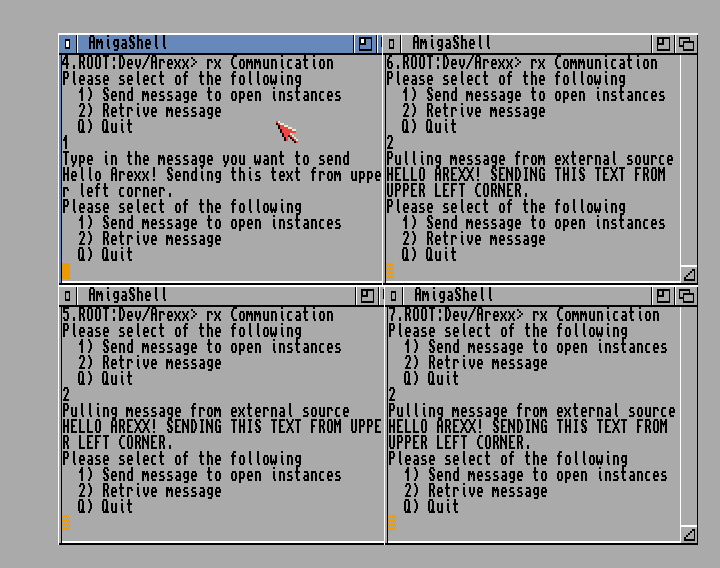 AmigaShell
4.ROOT:Dev/Arexx> rx Communication
Please select of the following
1) Send message to open instances
2) Retrive message
Q) Quit
1
Type in the message you want to send
Hello Arexx! Sending this text from uppe
r left corner.
Please select of the following
1) Send message to open instances
2) Retrive message
Q) Quit
AmigaShell
6.ROOT:Dev/Arexx> rx Communication
Please select of the following
1) Send message to open instances
2) Retrive message
Q) Quit
2
Pulling message from external source
HELLO AREXX! SENDING THIS TEXT FROM
UPPER LEFT CORNER.
Please select of the following
1) Send message to open instances
2) Retrive message
Q) Quit
AmigaShell
5.ROOT:Dev/Arexx> rx Communication
Please select of the following
1) Send message to open instances
2) Retrive message
Q) Quit
2
Pulling message from external source
HELLO AREXX! SENDING THIS TEXT FROM UPPE
R LEFT CORNER.
Please select of the following
1) Send message to open instances
2) Retrive message
Q) Quit
AmigaShell
7.ROOT:Dev/Arexx> rx Communication
Please select of the following
1) Send message to open instances
2) Retrive message
Q) Quit
2
Pulling message from external source
HELLO AREXX! SENDING THIS TEXT FROM
UPPER LEFT CORNER.
Please select of the following
1) Send message to open instances
2) Retrive message
Q) Quit